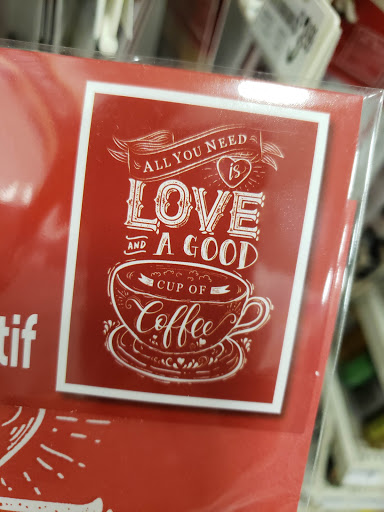 ALL YOU NEED
is
LOVE
AND A GOOD
CUP OF
Coffee
tif